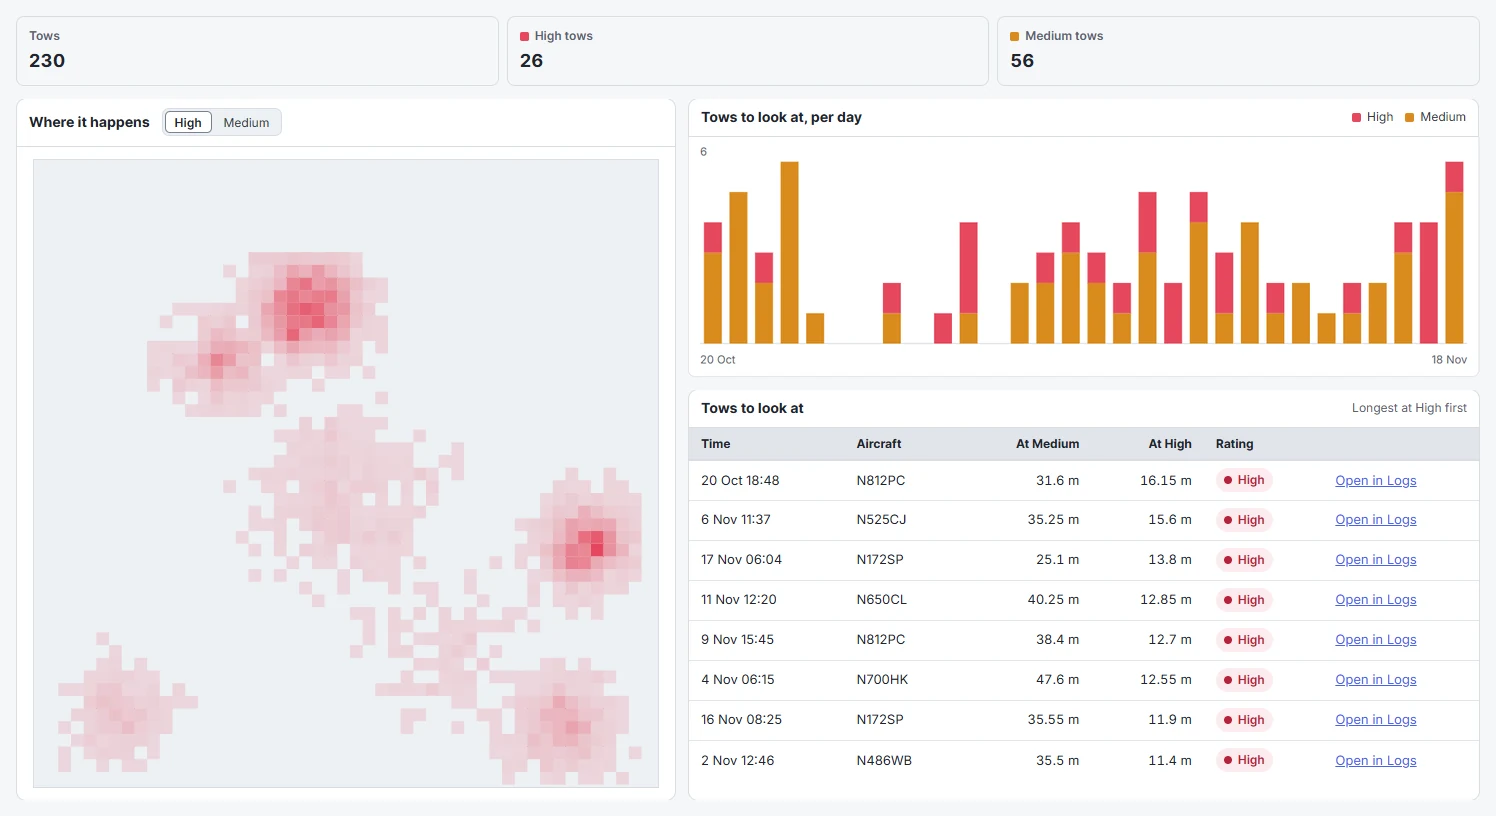 Tows
230
High tows
26
Medium tows
56
Where it happens
High Medium
Tows to look at, per day
High Medium
6
20 Oct 18 Nov
Tows to look at
Longest at High first
Time Aircraft At Medium At High Rating
20 Oct 18:48 N812PC 31.6 m 16.15 m High Open in Logs
6 Nov 11:37 N525CJ 35.25 m 15.6 m High Open in Logs
17 Nov 06:04 N172SP 25.1 m 13.8 m High Open in Logs
11 Nov 12:20 N650CL 40.25 m 12.85 m High Open in Logs
9 Nov 15:45 N812PC 38.4 m 12.7 m High Open in Logs
4 Nov 06:15 N700HK 47.6 m 12.55 m High Open in Logs
16 Nov 08:25 N172SP 35.55 m 11.9 m High Open in Logs
2 Nov 12:46 N486WB 35.5 m 11.4 m High Open in Logs